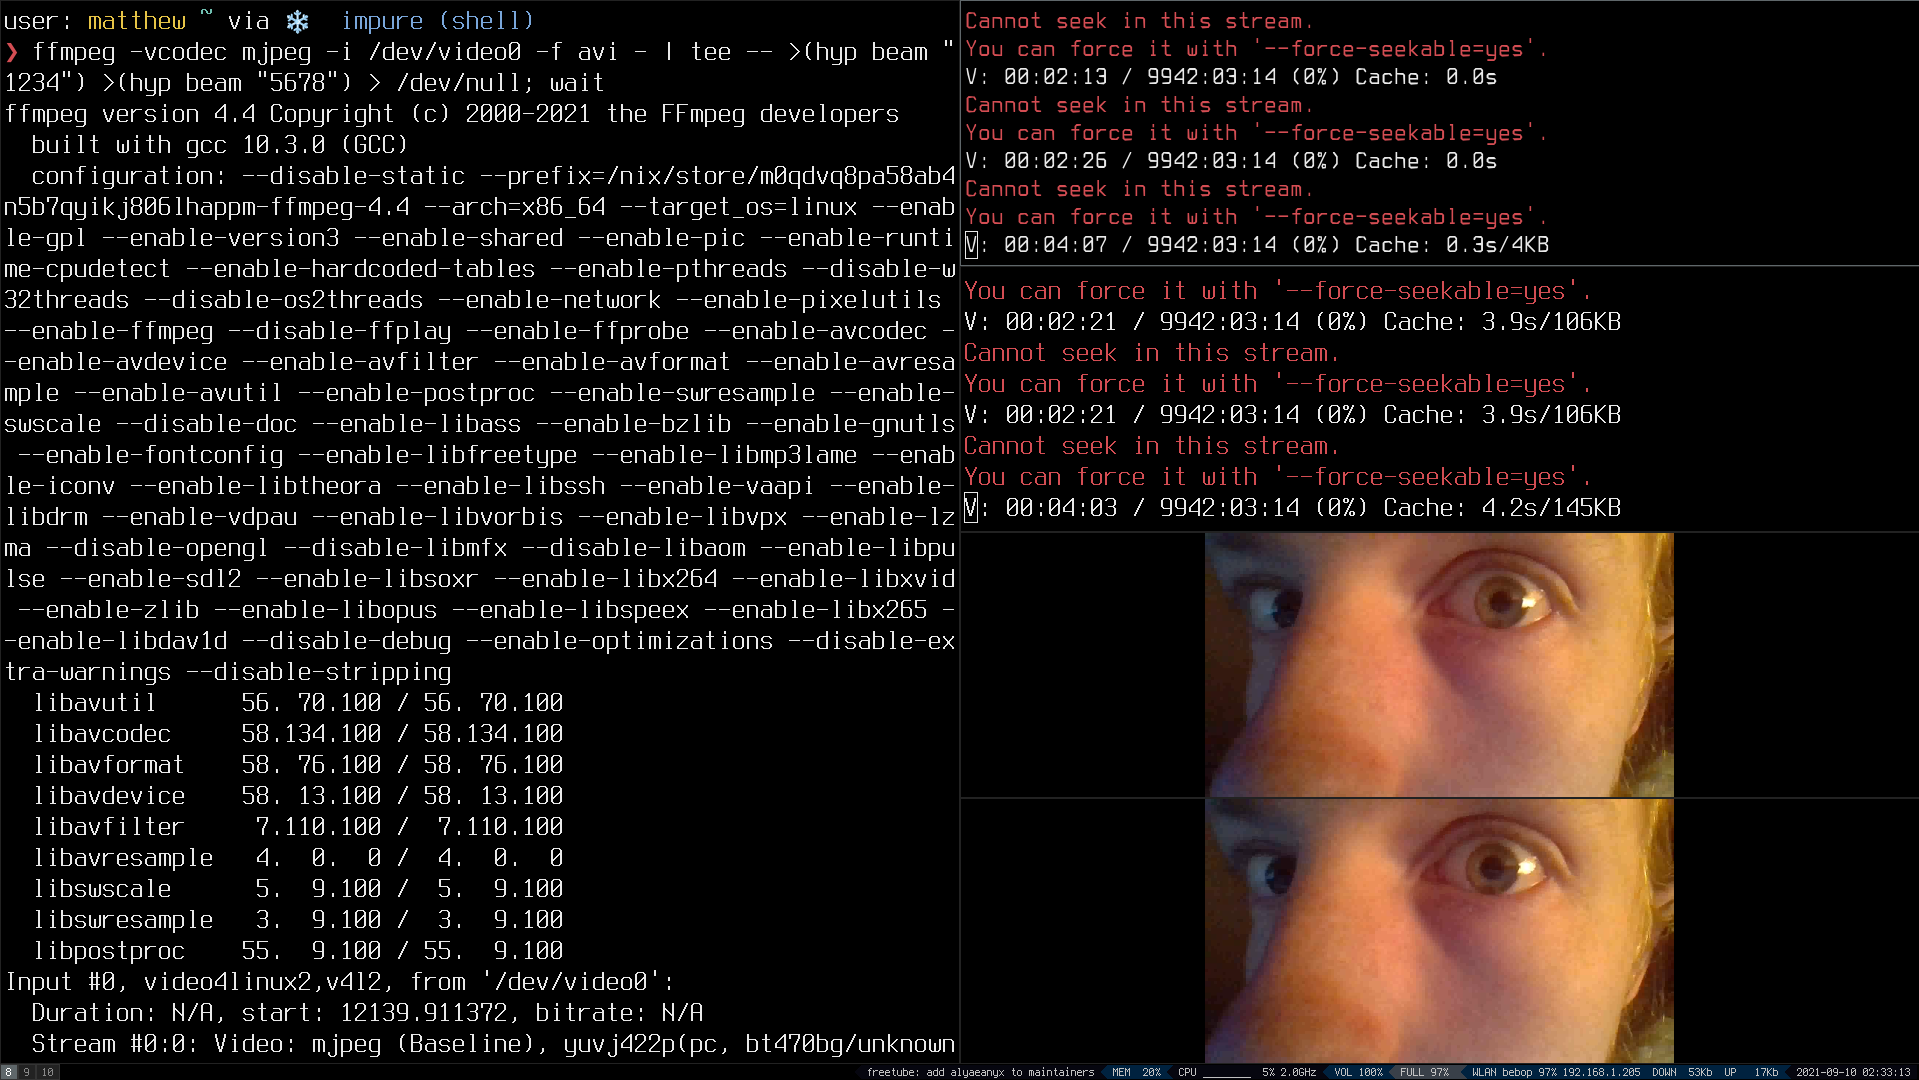 user: matthew ~ via ❄ impure (shell)
❯ ffmpeg -vcodec mjpeg -i /dev/video0 -f avi - | tee -- >(hyp beam "
1234") >(hyp beam "5678") > /dev/null; wait
ffmpeg version 4.4 Copyright (c) 2000-2021 the FFmpeg developers
  built with gcc 10.3.0 (GCC)
  configuration: --disable-static --prefix=/nix/store/m0qdvq8pa58ab4
n5b7qyikj806lhappm-ffmpeg-4.4 --arch=x86_64 --target_os=linux --enab
le-gpl --enable-version3 --enable-shared --enable-pic --enable-runti
me-cpudetect --enable-hardcoded-tables --enable-pthreads --disable-w
32threads --disable-os2threads --enable-network --enable-pixelutils
--enable-ffmpeg --disable-ffplay --enable-ffprobe --enable-avcodec -
-enable-avdevice --enable-avfilter --enable-avformat --enable-avresa
mple --enable-avutil --enable-postproc --enable-swresample --enable-
swscale --disable-doc --enable-libass --enable-bzlib --enable-gnutls
 --enable-fontconfig --enable-libfreetype --enable-libmp3lame --enab
le-iconv --enable-libtheora --enable-libssh --enable-vaapi --enable-
libdrm --enable-vdpau --enable-libvorbis --enable-libvpx --enable-lz
ma --disable-opengl --disable-libmfx --disable-libaom --enable-libpu
lse --enable-sdl2 --enable-libsoxr --enable-libx264 --enable-libxvid
 --enable-zlib --enable-libopus --enable-libspeex --enable-libx265 -
-enable-libdav1d --disable-debug --enable-optimizations --disable-ex
tra-warnings --disable-stripping
  libavutil      56. 70.100 / 56. 70.100
  libavcodec     58.134.100 / 58.134.100
  libavformat    58. 76.100 / 58. 76.100
  libavdevice    58. 13.100 / 58. 13.100
  libavfilter     7.110.100 /  7.110.100
  libavresample   4.  0.  0 /  4.  0.  0
  libswscale      5.  9.100 /  5.  9.100
  libswresample   3.  9.100 /  3.  9.100
  libpostproc    55.  9.100 / 55.  9.100
Input #0, video4linux2,v4l2, from '/dev/video0':
  Duration: N/A, start: 12139.911372, bitrate: N/A
  Stream #0:0: Video: mjpeg (Baseline), yuvj422p(pc, bt470bg/unknown
Cannot seek in this stream.
You can force it with '--force-seekable=yes'.
V: 00:02:13 / 9942:03:14 (0%) Cache: 0.0s
Cannot seek in this stream.
You can force it with '--force-seekable=yes'.
V: 00:02:26 / 9942:03:14 (0%) Cache: 0.0s
Cannot seek in this stream.
You can force it with '--force-seekable=yes'.
V: 00:04:07 / 9942:03:14 (0%) Cache: 0.3s/4KB
You can force it with '--force-seekable=yes'.
V: 00:02:21 / 9942:03:14 (0%) Cache: 3.9s/106KB
Cannot seek in this stream.
You can force it with '--force-seekable=yes'.
V: 00:02:21 / 9942:03:14 (0%) Cache: 3.9s/106KB
Cannot seek in this stream.
You can force it with '--force-seekable=yes'.
V: 00:04:03 / 9942:03:14 (0%) Cache: 4.2s/145KB
8 9 10 freetube: add alyaeanyx to maintainers MEM 20% CPU 5% 2.0GHz VOL 100% FULL 97% WLAN bebop 97% 192.168.1.205 DOWN 53Kb UP 17Kb 2021-09-10 02:33:13